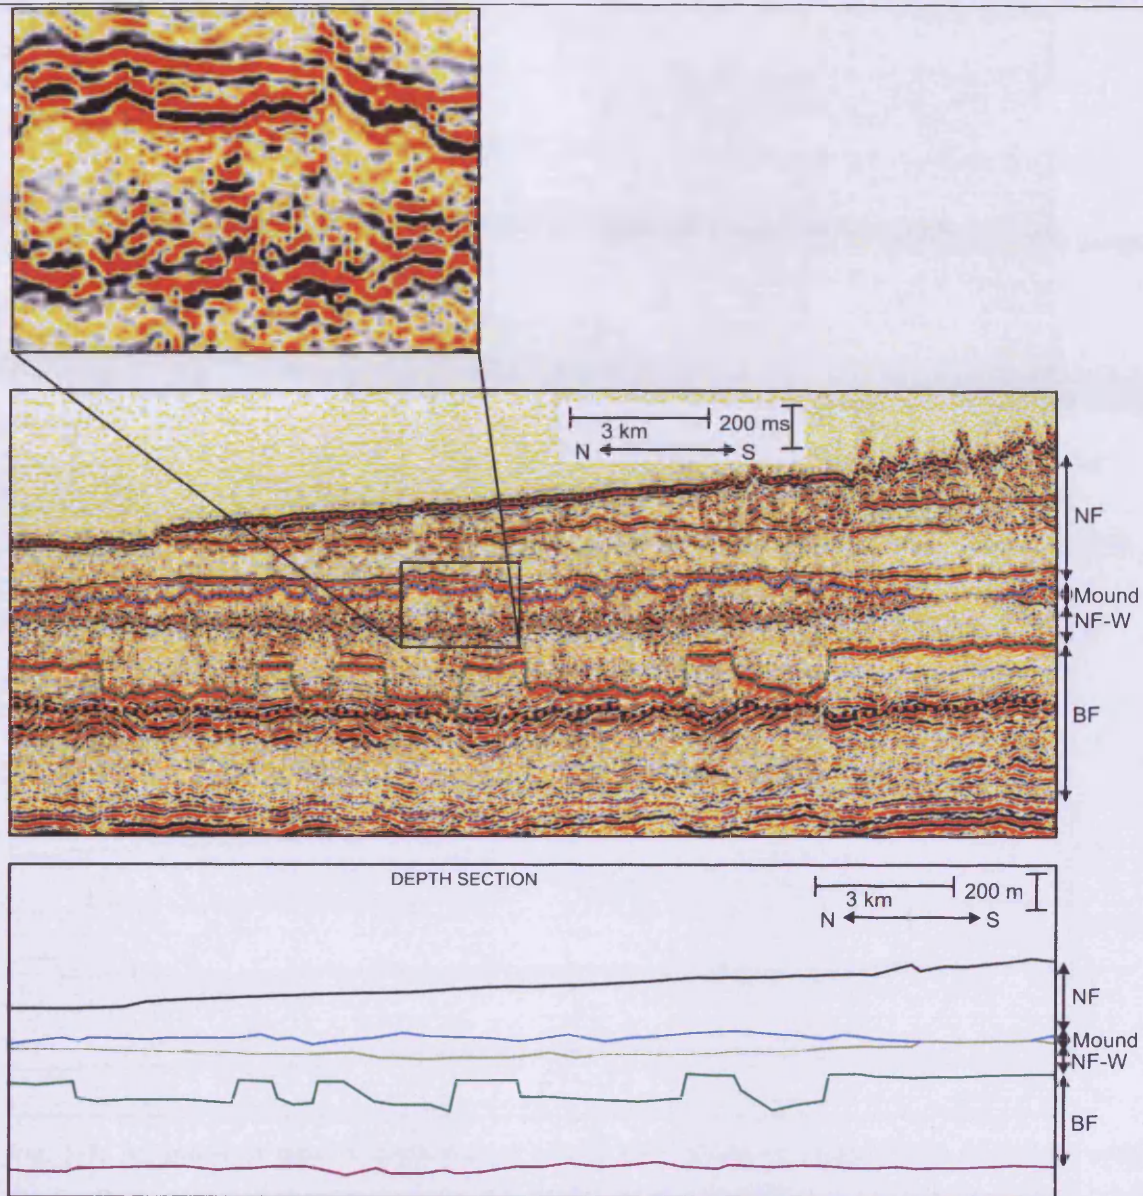 3 km 200 ms
N S
NF
Mound
NF-W
BF
DEPTH SECTION
3 km 200 m
N S
NF
Mound
NF-W
BF